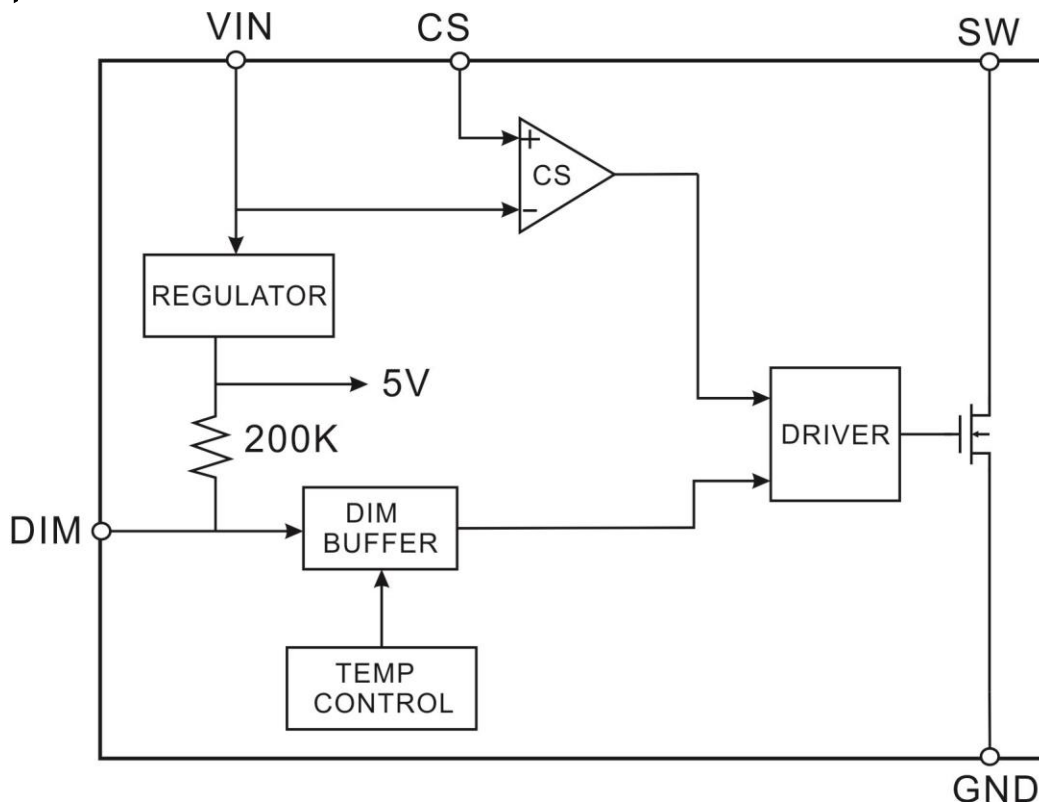 VIN
CS
SW
+
CS
-
REGULATOR
5V
200K
DRIVER
DIM
DIM
BUFFER
TEMP
CONTROL
GND